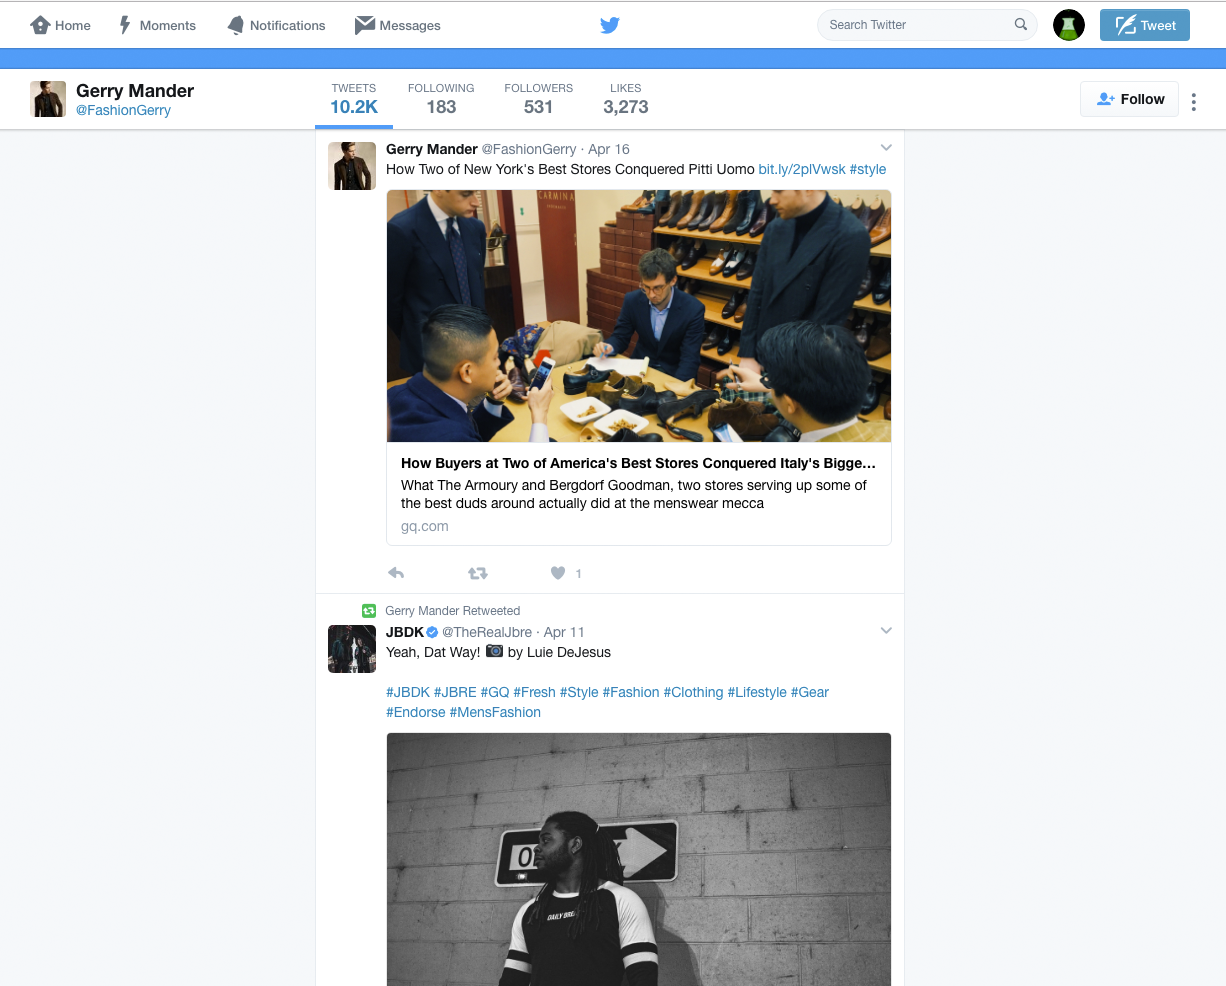 Home Moments Notifications Messages Search Twitter Tweet
Gerry Mander
@FashionGerry
TWEETS FOLLOWING FOLLOWERS LIKES
10.2K 183 531 3,273
Follow
Gerry Mander @FashionGerry · Apr 16
How Two of New York's Best Stores Conquered Pitti Uomo bit.ly/2plVwsk #style
CARMINA
How Buyers at Two of America's Best Stores Conquered Italy's Bigge...
What The Armoury and Bergdorf Goodman, two stores serving up some of
the best duds around actually did at the menswear mecca
gq.com
1
Gerry Mander Retweeted
JBDK @TheRealJbre · Apr 11
Yeah, Dat Way! 📷 by Luie DeJesus
#JBDK #JBRE #GQ #Fresh #Style #Fashion #Clothing #Lifestyle #Gear
#Endorse #MensFashion
DAILY